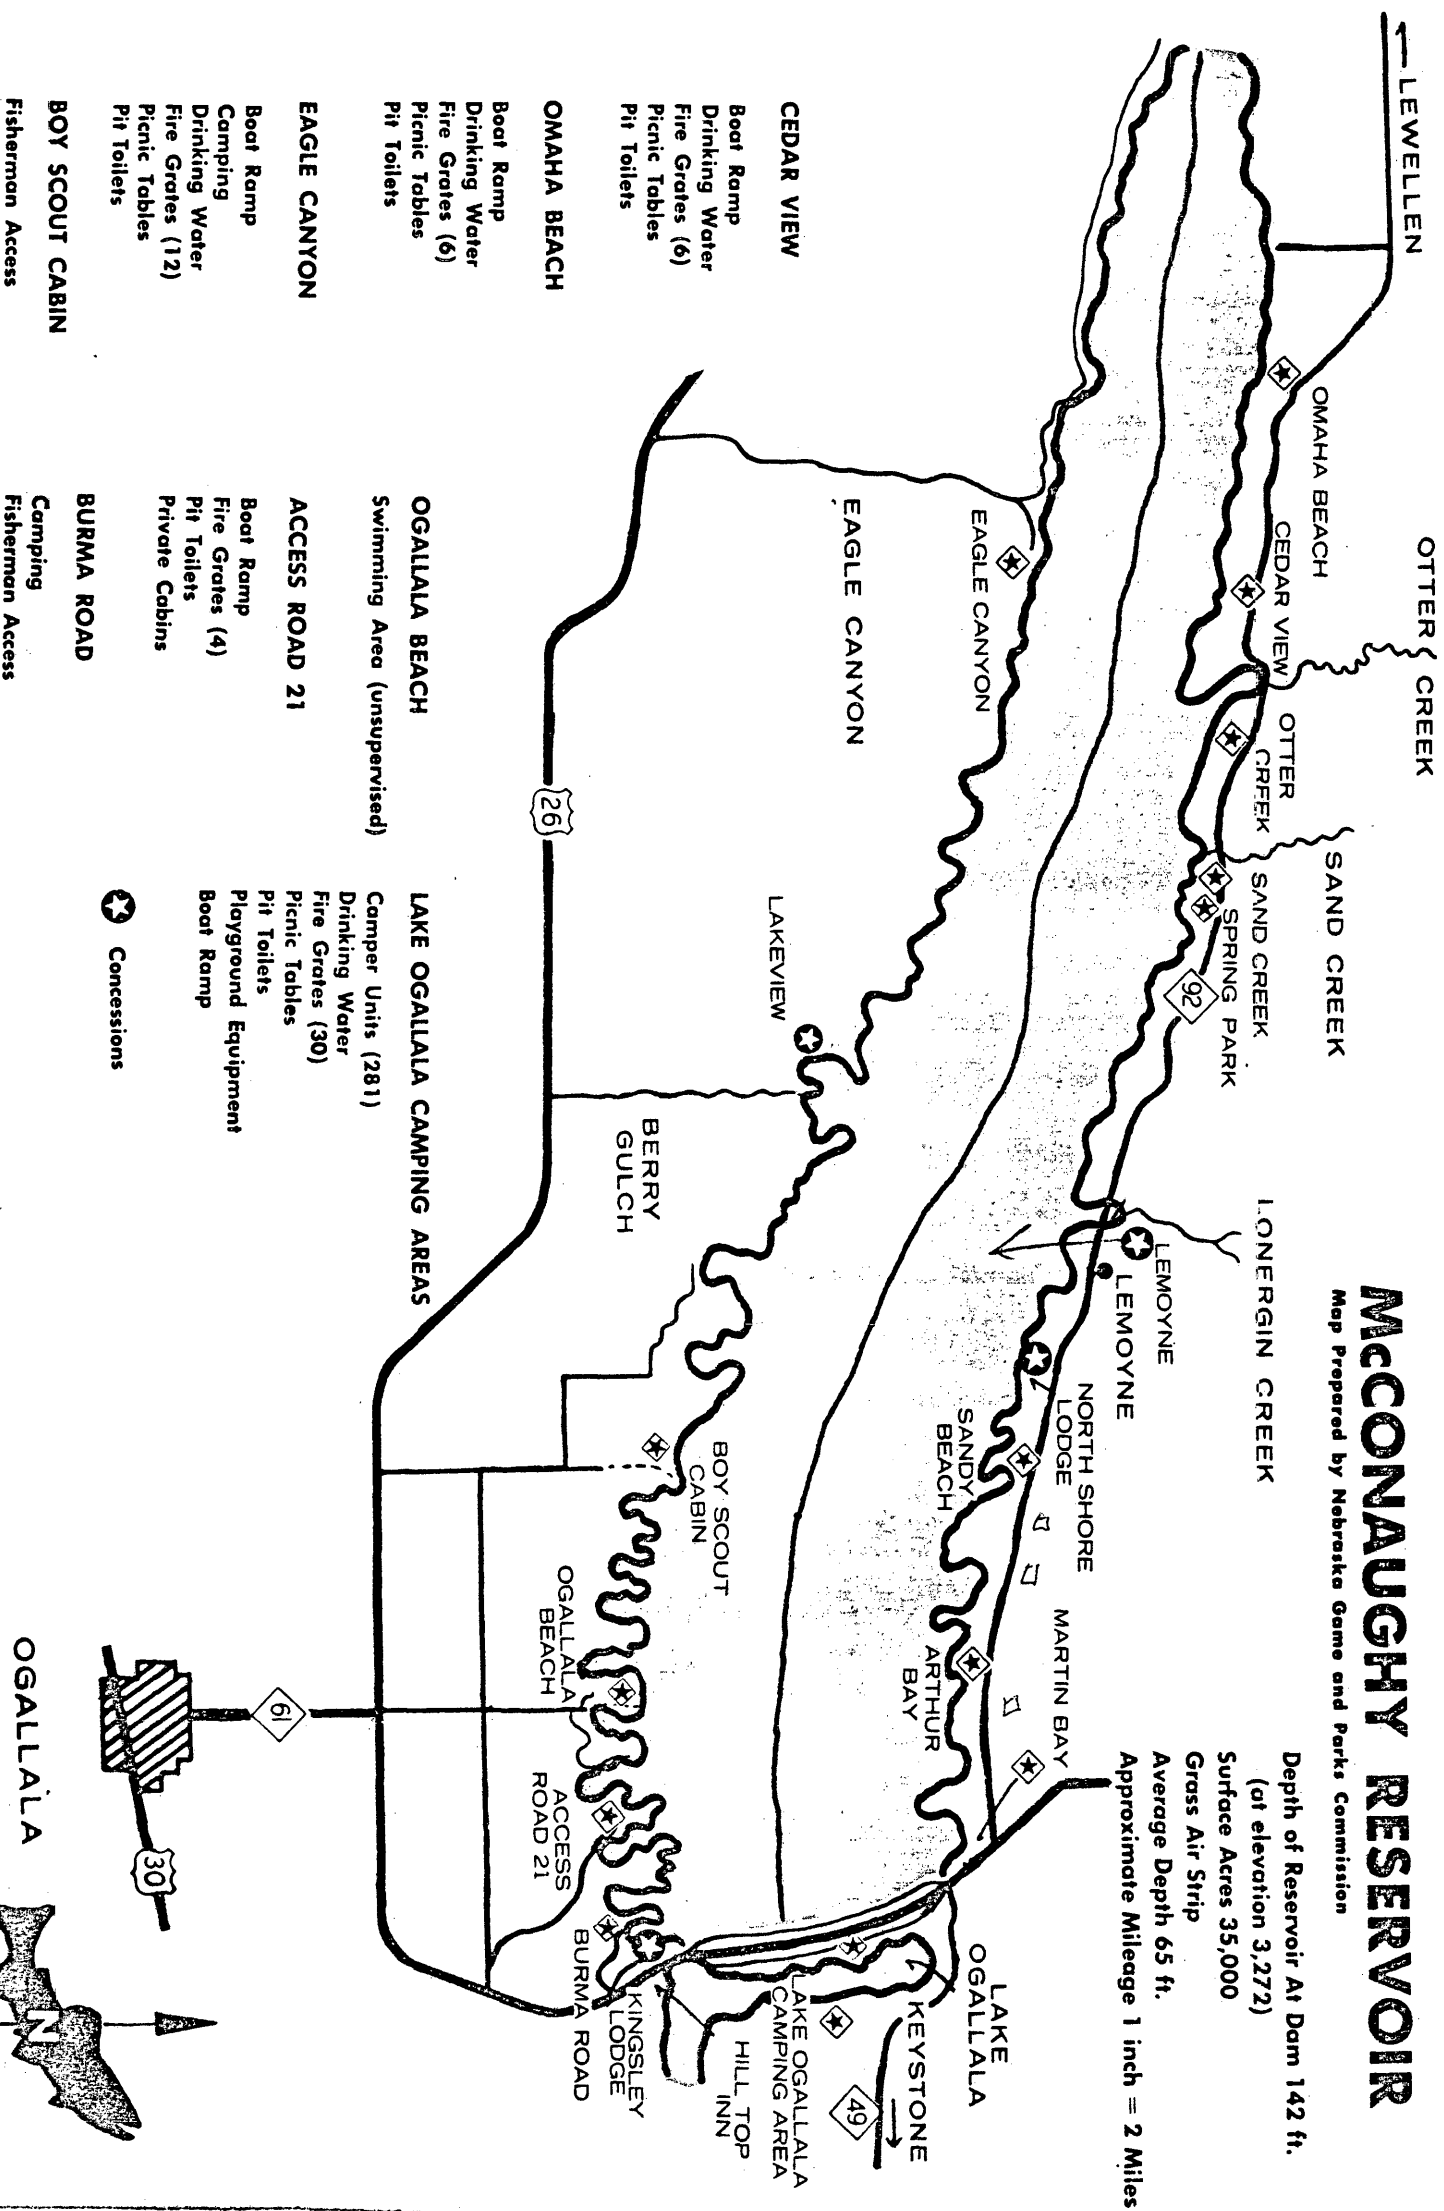 McCONAUGHY RESERVOIR
Map Prepared by Nebraska Game and Parks Commission
Depth of Reservoir At Dam 142 ft.
(at elevation 3,272)
Surface Acres 35,000
Grass Air Strip
Average Depth 65 ft.
Approximate Mileage 1 inch = 2 Miles
←LEWELLEN
OTTER CREEK
OMAHA BEACH
CEDAR VIEW
OTTER
CREEK
SAND CREEK
SAND CREEK
SPRING PARK
92
LONERGIN CREEK
LEMOYNE
LEMOYNE
NORTH SHORE
LODGE
SANDY
BEACH
MARTIN BAY
ARTHUR
BAY
LAKE
OGALLALA
KEYSTONE
49
LAKE OGALLALA
CAMPING AREA
HILL TOP
INN
KINGSLEY
LODGE
BURMA ROAD
ACCESS
ROAD 21
OGALLALA
BEACH
BOY SCOUT
CABIN
BERRY
GULCH
LAKEVIEW
EAGLE CANYON
EAGLE CANYON
26
61
30
OGALLALA
N
CEDAR VIEW
Boat Ramp
Drinking Water
Fire Grates (6)
Picnic Tables
Pit Toilets
OMAHA BEACH
Boat Ramp
Drinking Water
Fire Grates (6)
Picnic Tables
Pit Toilets
EAGLE CANYON
Boat Ramp
Camping
Drinking Water
Fire Grates (12)
Picnic Tables
Pit Toilets
BOY SCOUT CABIN
Fisherman Access
OGALLALA BEACH
Swimming Area (unsupervised)
ACCESS ROAD 21
Boat Ramp
Fire Grates (4)
Pit Toilets
Private Cabins
BURMA ROAD
Camping
Fisherman Access
LAKE OGALLALA CAMPING AREAS
Camper Units (281)
Drinking Water
Fire Grates (30)
Picnic Tables
Pit Toilets
Playground Equipment
Boat Ramp
Concessions